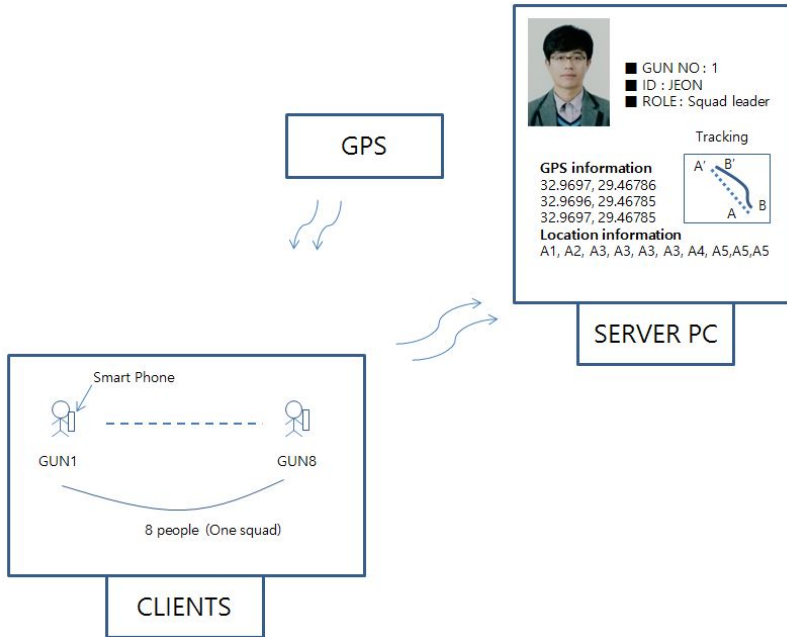 GPS
■ GUN NO : 1
■ ID : JEON
■ ROLE : Squad leader
Tracking
A' B'
A B
GPS information
32.9697, 29.46786
32.9696, 29.46785
32.9697, 29.46785
Location information
A1, A2, A3, A3, A3, A3, A4, A5,A5,A5
SERVER PC
Smart Phone
GUN1 GUN8
8 people (One squad)
CLIENTS